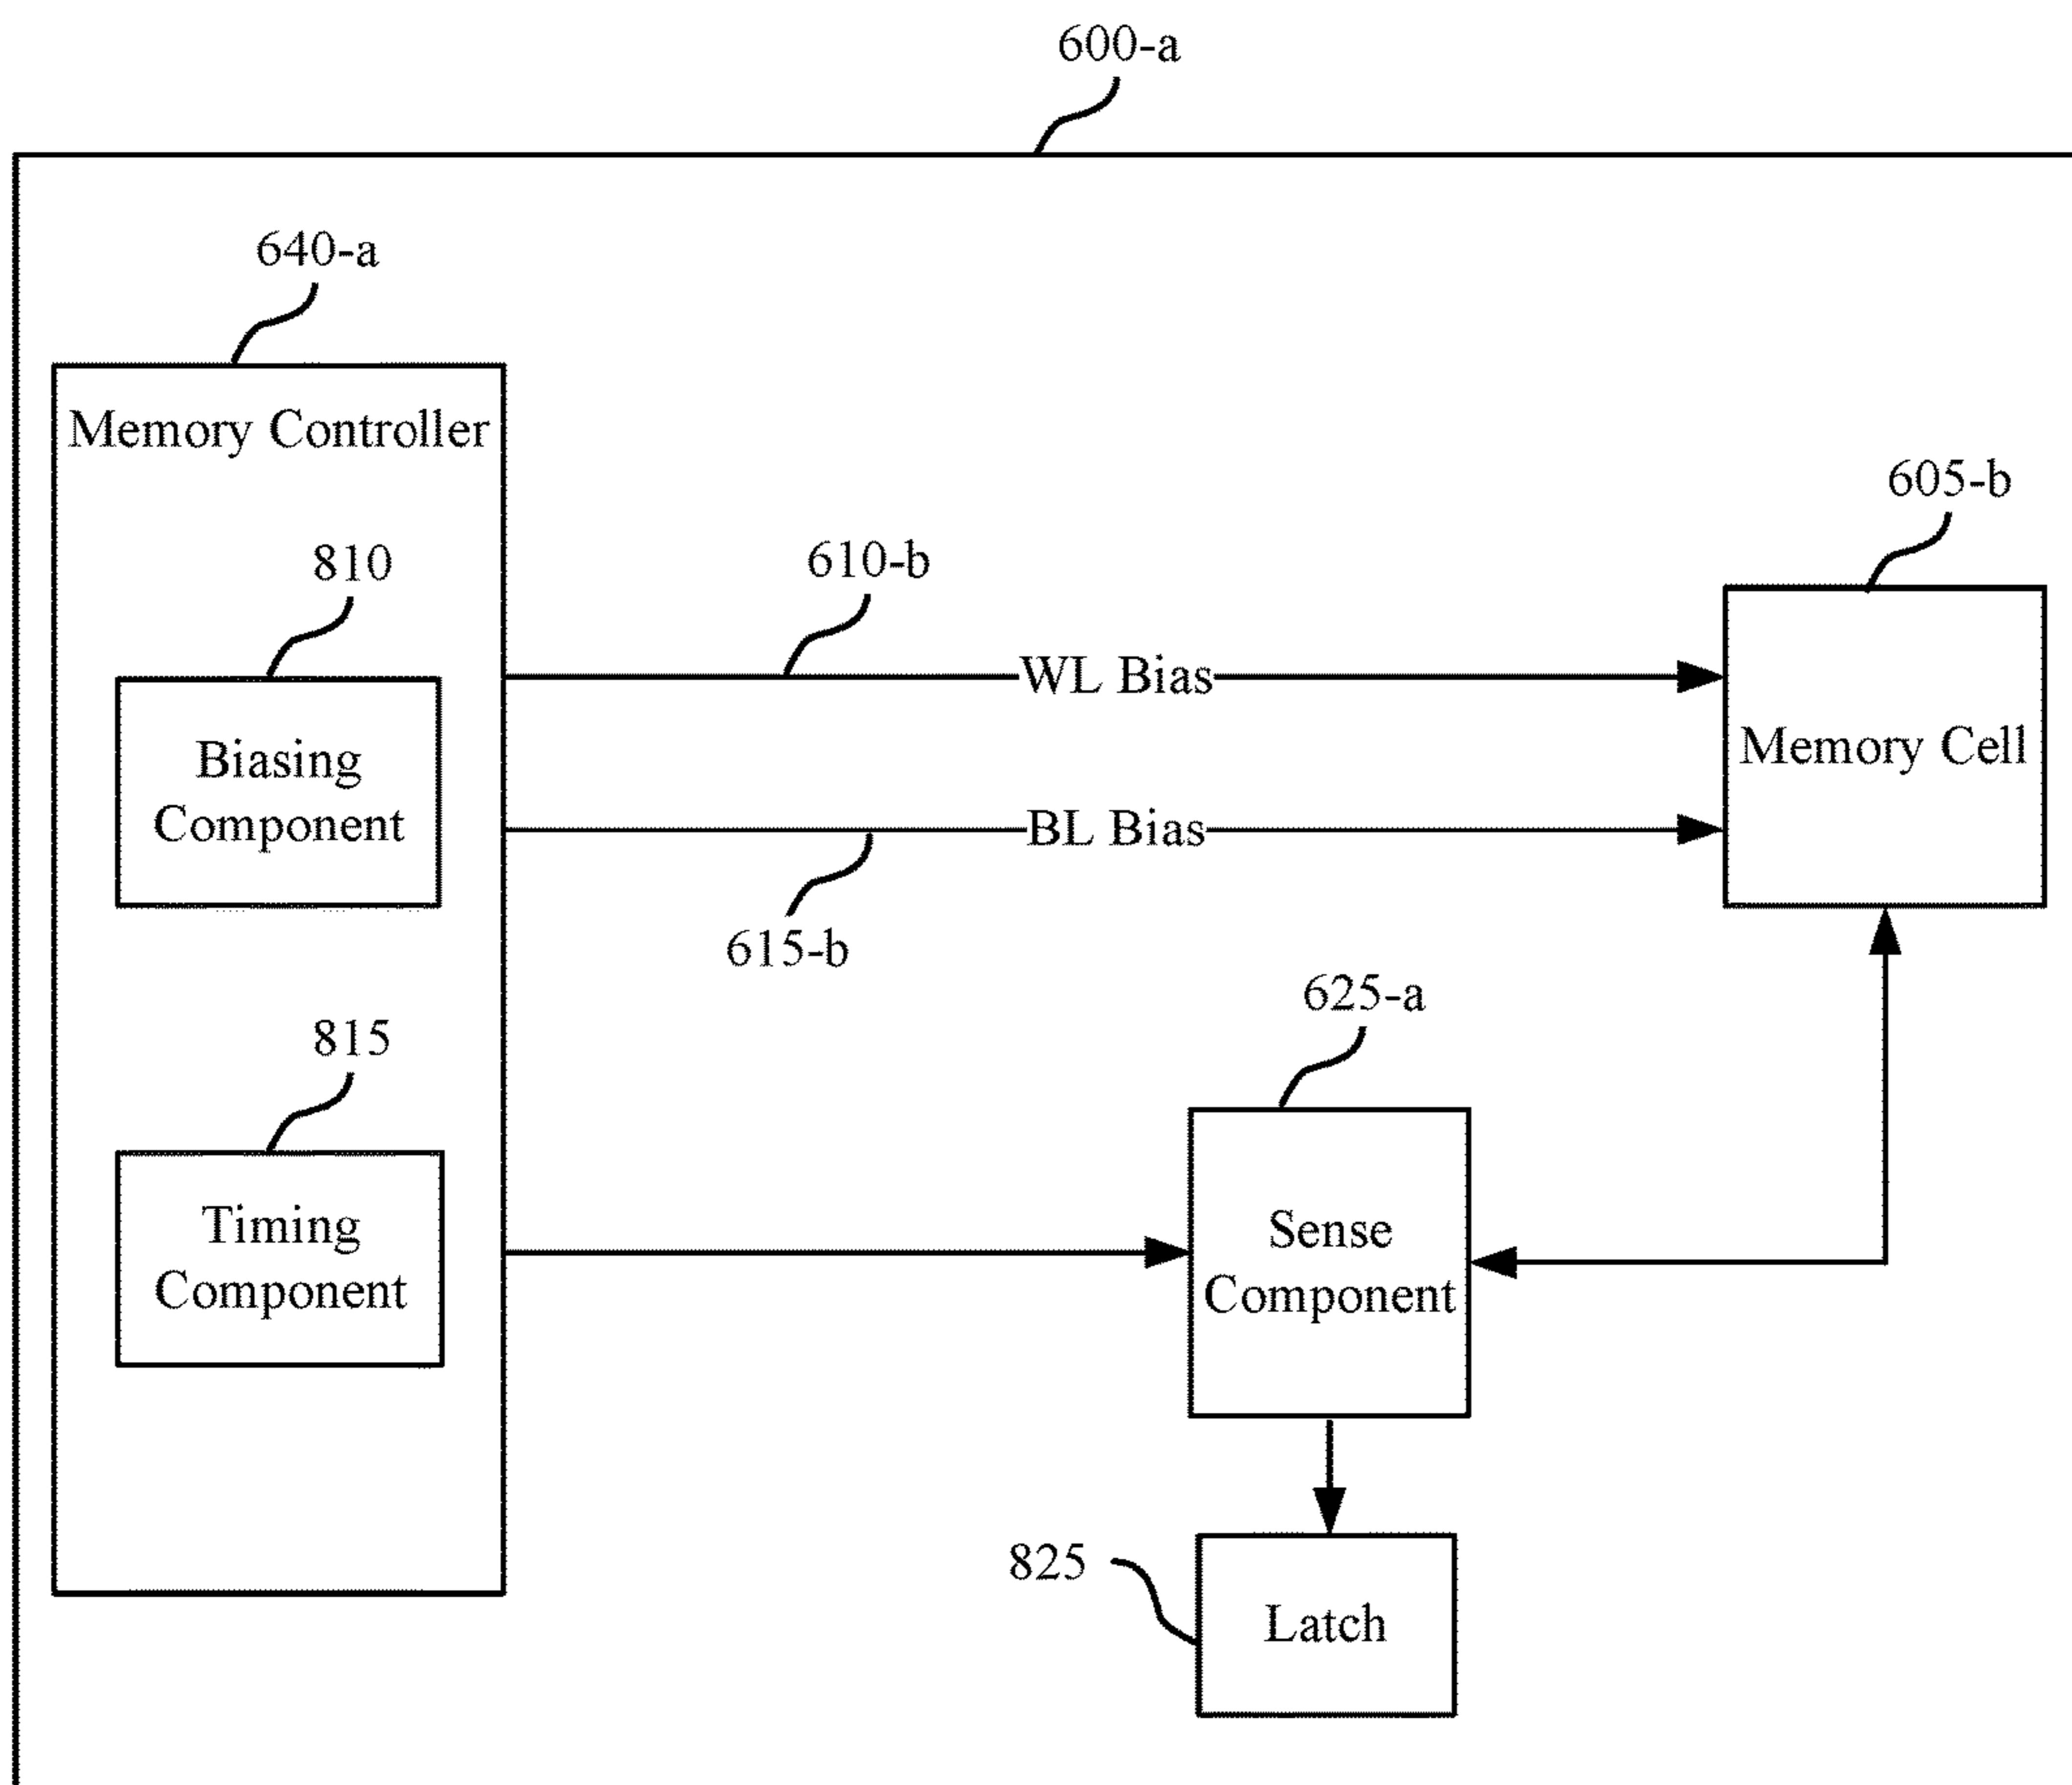 600-a
640-a
Memory Controller
605-b
810
610-b
WL Bias
Biasing
Component
Memory Cell
BL Bias
615-b
625-a
815
Timing
Component
Sense
Component
825
Latch